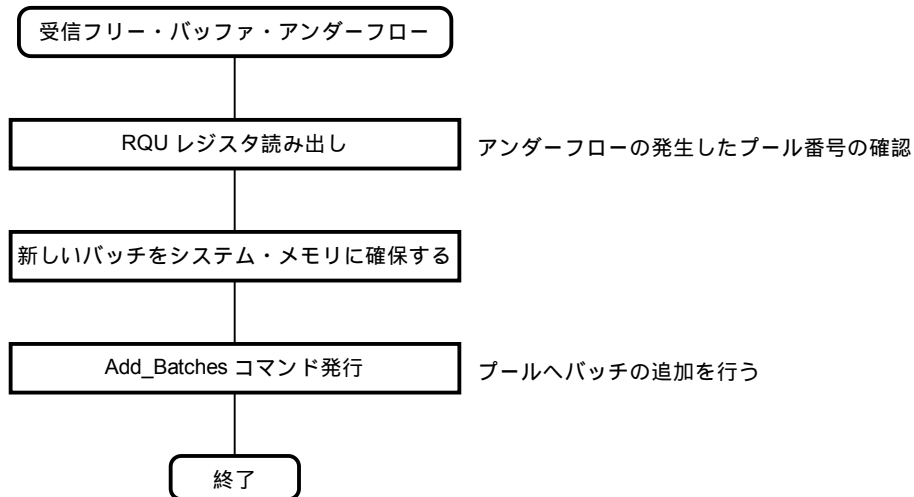 受信フリー・バッファ・アンダーフロー
RQU レジスタ読み出し
アンダーフローの発生したプール番号の確認
新しいバッチをシステム・メモリに確保する
Add_Batches コマンド発行
プールへバッチの追加を行う
終了